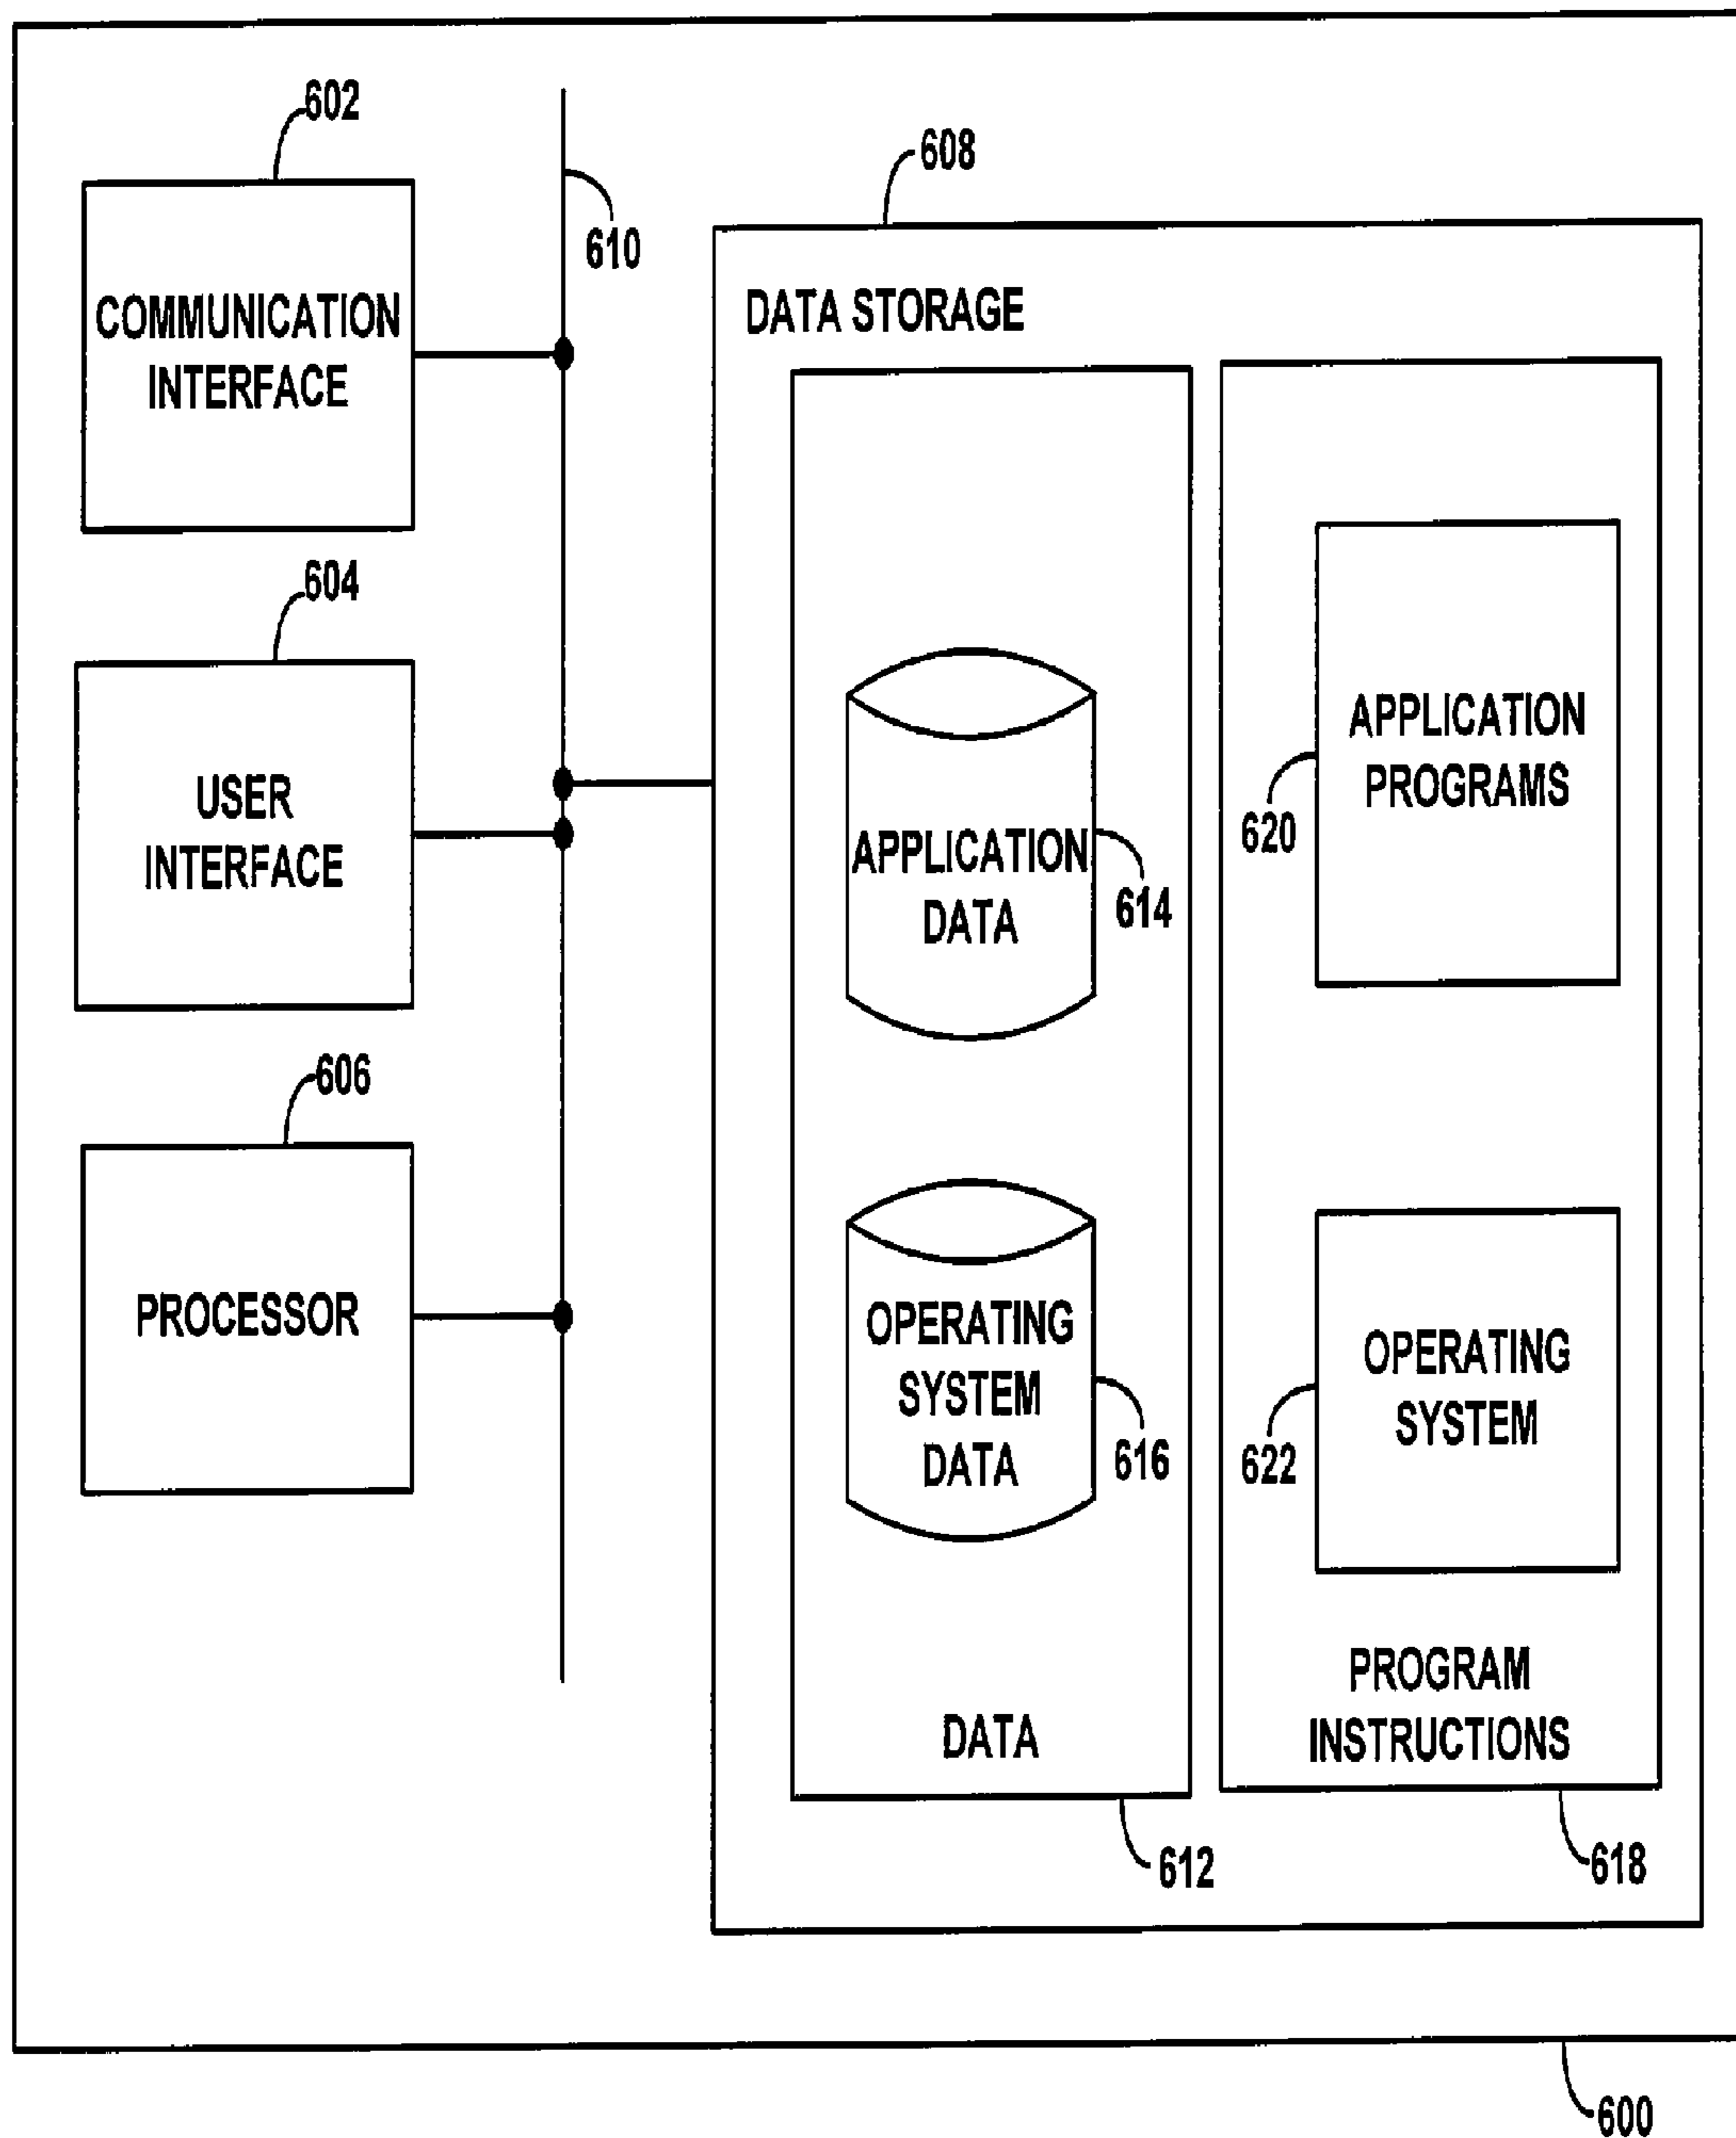 602
COMMUNICATION
INTERFACE
604
USER
INTERFACE
606
PROCESSOR
610
608
DATA STORAGE
APPLICATION
DATA
614
OPERATING
SYSTEM
DATA
616
DATA
612
APPLICATION
PROGRAMS
620
OPERATING
SYSTEM
622
PROGRAM
INSTRUCTIONS
618
600